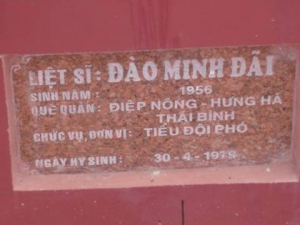 LIỆT SĨ: ĐÀO MINH ĐÃI
SINH NĂM: 1956
QUÊ QUÁN: ĐIỆP NÔNG - HƯNG HÀ
THÁI BÌNH
CHỨC VỤ, ĐƠN VỊ: TIỂU ĐỘI PHÓ
NGÀY HY SINH: 30-4-1978